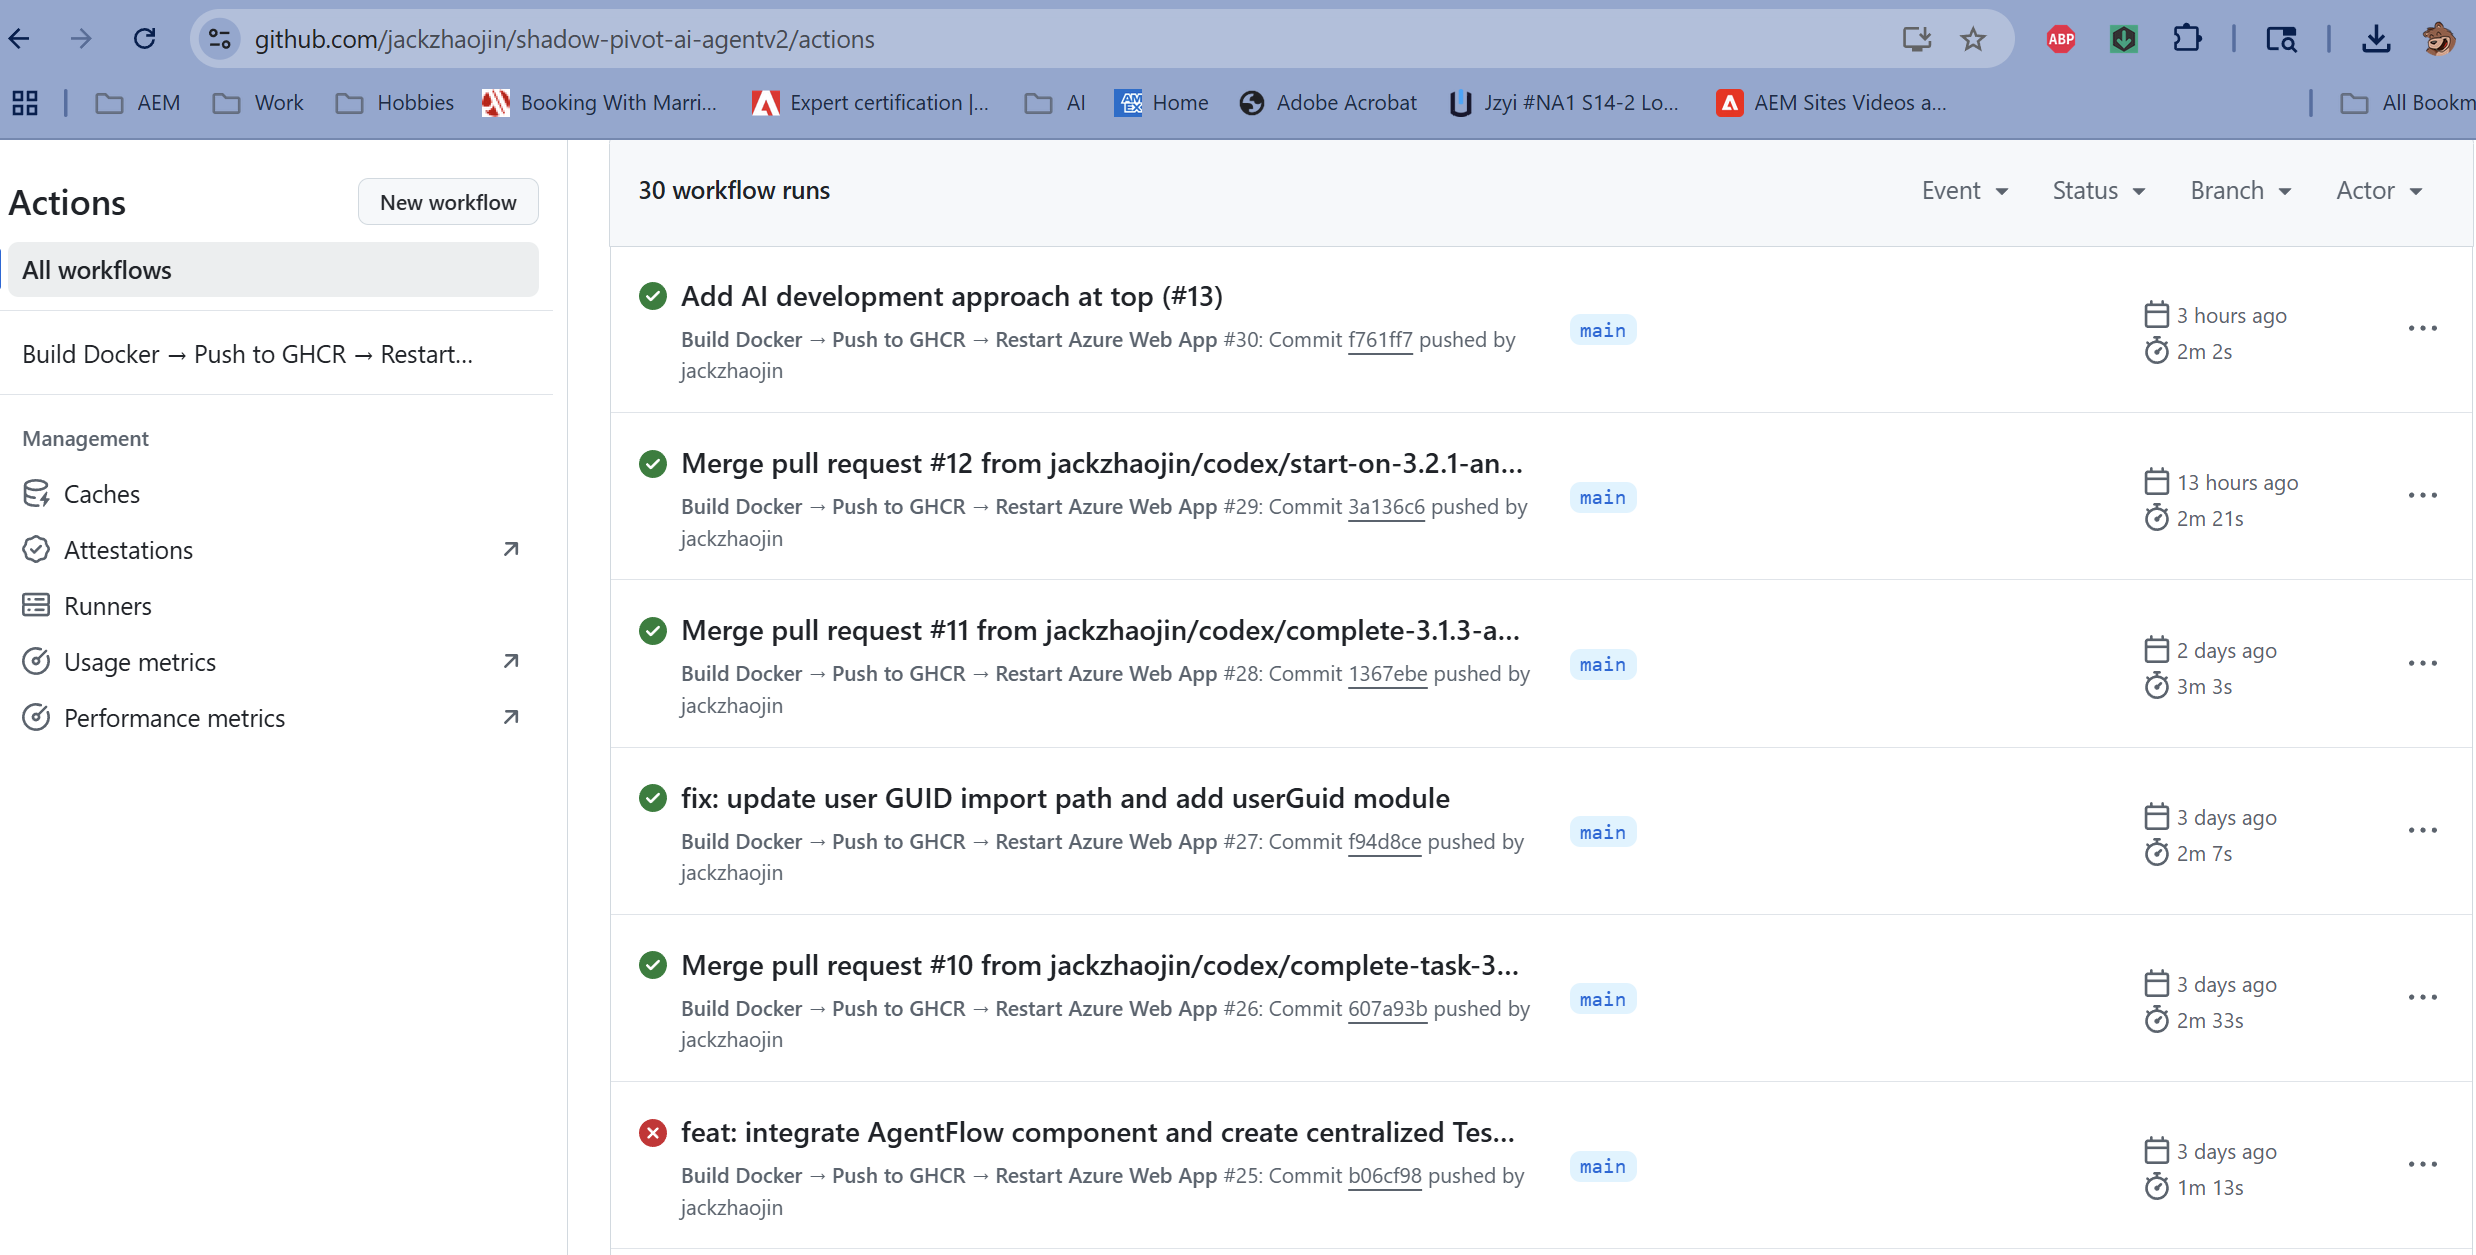 github.com/jackzhaojin/shadow-pivot-ai-agentv2/actions
ABP
AEM
Work
Hobbies
Booking With Marri...
Expert certification |...
AI
AM EX
Home
Adobe Acrobat
Jzyi #NA1 S14-2 Lo...
AEM Sites Videos a...
All Bookm
Actions
New workflow
All workflows
Build Docker → Push to GHCR → Restart...
Management
Caches
Attestations
Runners
Usage metrics
Performance metrics
30 workflow runs
Event
Status
Branch
Actor
Add AI development approach at top (#13)
Build Docker → Push to GHCR → Restart Azure Web App #30: Commit f761ff7 pushed by
jackzhaojin
main
3 hours ago
2m 2s
Merge pull request #12 from jackzhaojin/codex/start-on-3.2.1-an...
Build Docker → Push to GHCR → Restart Azure Web App #29: Commit 3a136c6 pushed by
jackzhaojin
main
13 hours ago
2m 21s
Merge pull request #11 from jackzhaojin/codex/complete-3.1.3-a...
Build Docker → Push to GHCR → Restart Azure Web App #28: Commit 1367ebe pushed by
jackzhaojin
main
2 days ago
3m 3s
fix: update user GUID import path and add userGuid module
Build Docker → Push to GHCR → Restart Azure Web App #27: Commit f94d8ce pushed by
jackzhaojin
main
3 days ago
2m 7s
Merge pull request #10 from jackzhaojin/codex/complete-task-3...
Build Docker → Push to GHCR → Restart Azure Web App #26: Commit 607a93b pushed by
jackzhaojin
main
3 days ago
2m 33s
feat: integrate AgentFlow component and create centralized Tes...
Build Docker → Push to GHCR → Restart Azure Web App #25: Commit b06cf98 pushed by
jackzhaojin
main
3 days ago
1m 13s